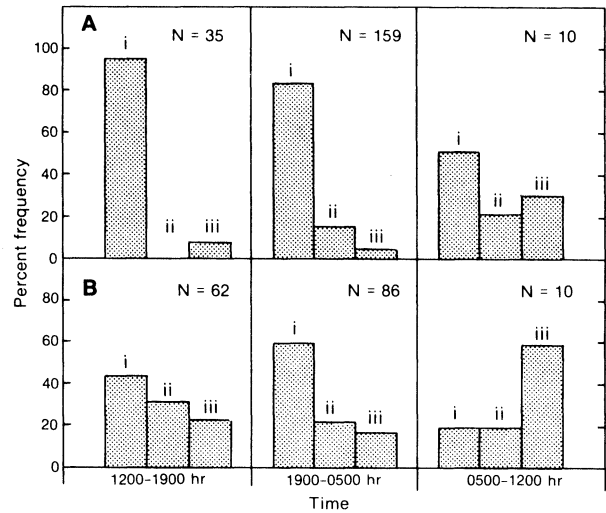 A
i
N = 35
i
N = 159
N = 10
100
80
60
40
20
0
ii
iii
ii
iii
i
ii
iii
Percent frequency
B
N = 62
N = 86
N = 10
80
60
40
20
0
i
ii
iii
i
ii
iii
i
ii
iii
1200–1900 hr
1900–0500 hr
0500–1200 hr
Time